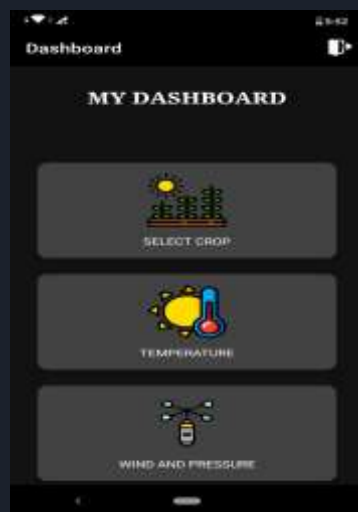 Dashboard
MY DASHBOARD
SELECT CROP
TEMPERATURE
WIND AND PRESSURE